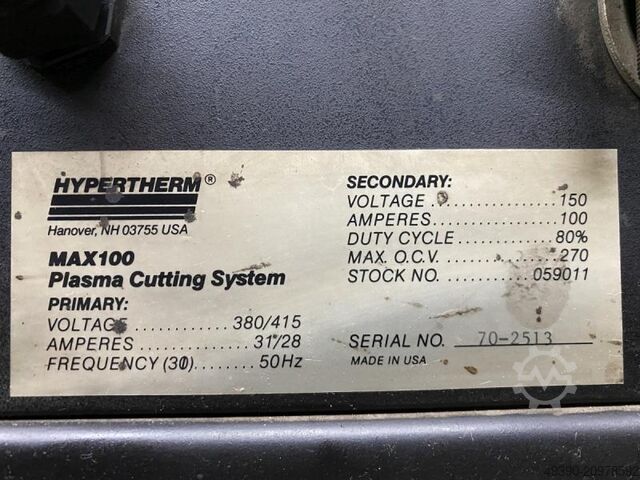 HYPERTHERM®
Hanover, NH 03755 USA
MAX100
Plasma Cutting System
PRIMARY:
VOLTAGE ............ 380/415
AMPERES ............ 31/28
FREQUENCY (3Φ) ....... 50Hz
SECONDARY:
VOLTAGE ............ 150
AMPERES ............ 100
DUTY CYCLE ......... 80%
MAX. O.C.V. ......... 270
STOCK NO. ....... 059011
SERIAL NO. 70-2513
MADE IN USA
49390-20978592